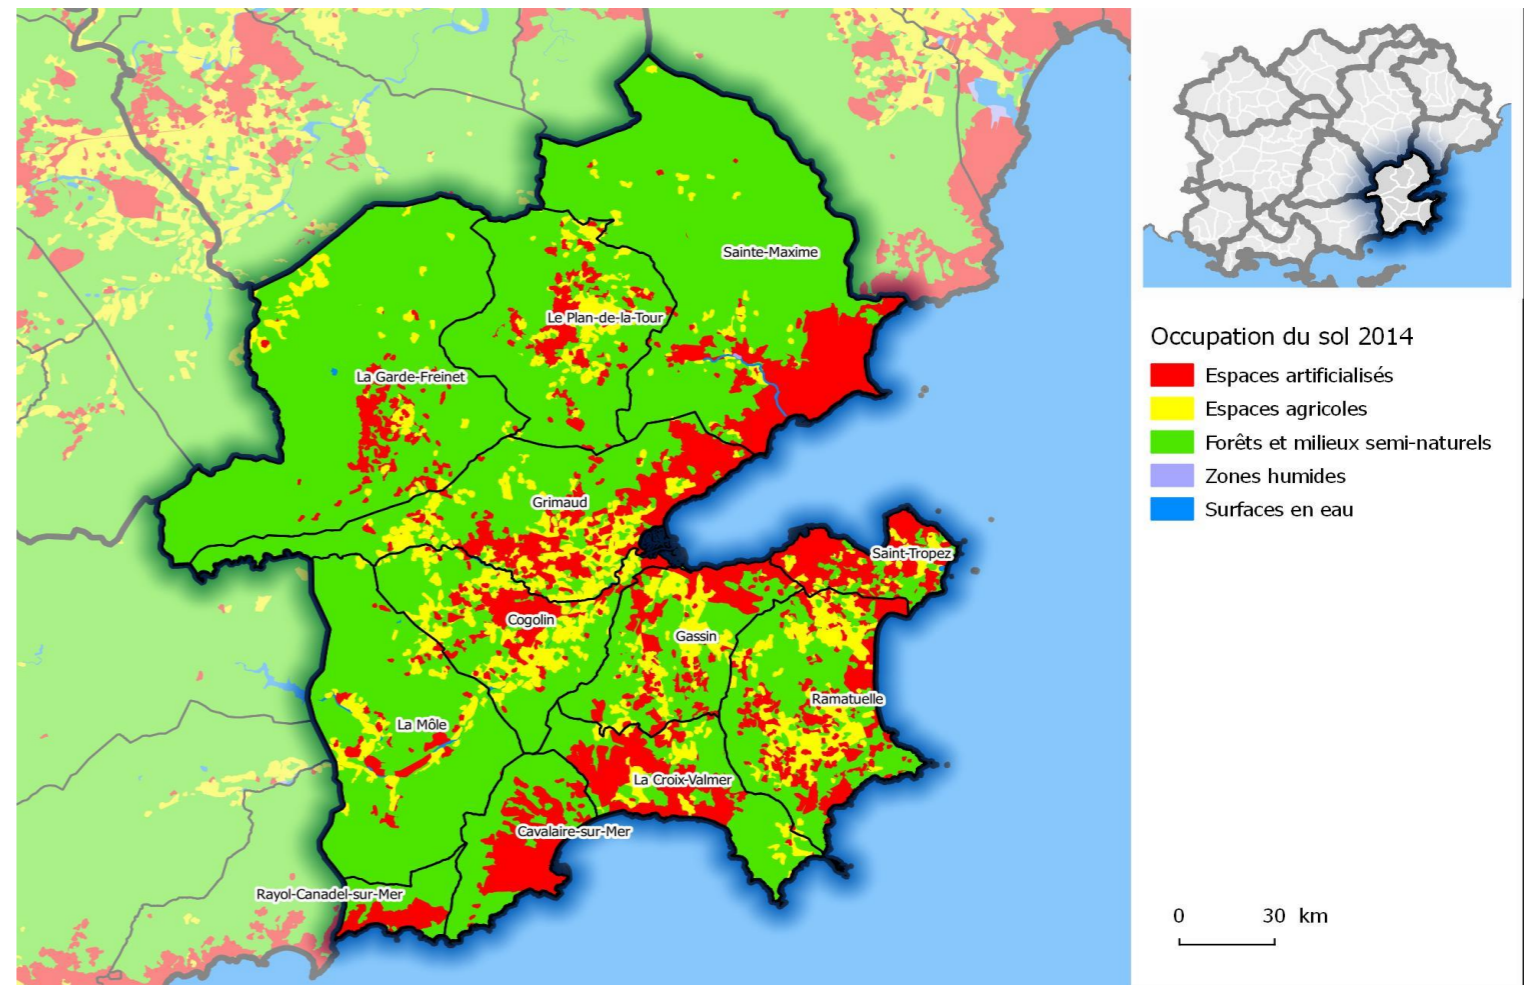 Sainte-Maxime
Le Plan-de-la-Tour
La Garde-Freinet
Grimaud
Saint-Tropez
Cogolin
Gassin
Ramatuelle
La Môle
La Croix-Valmer
Cavalaire-sur-Mer
Rayol-Canadel-sur-Mer
Occupation du sol 2014
Espaces artificialisés
Espaces agricoles
Forêts et milieux semi-naturels
Zones humides
Surfaces en eau
0 30 km